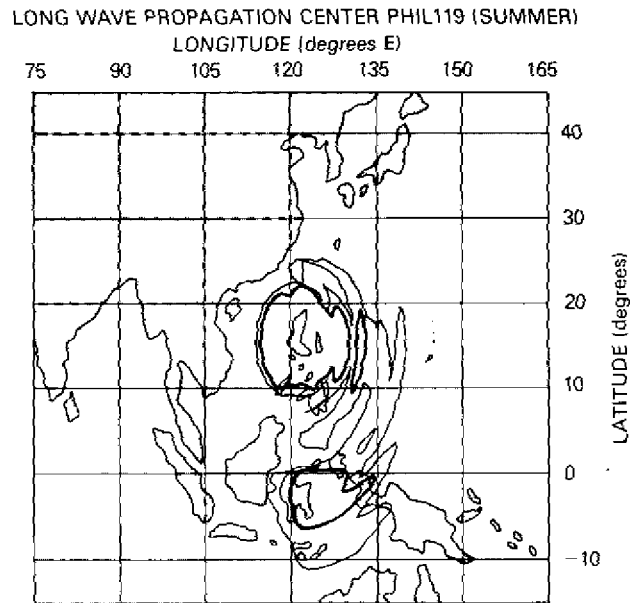 LONG WAVE PROPAGATION CENTER PHIL119 (SUMMER)
LONGITUDE (degrees E)
75 90 105 120 135 150 165
40
30
20
10
0
-10
LATITUDE (degrees)